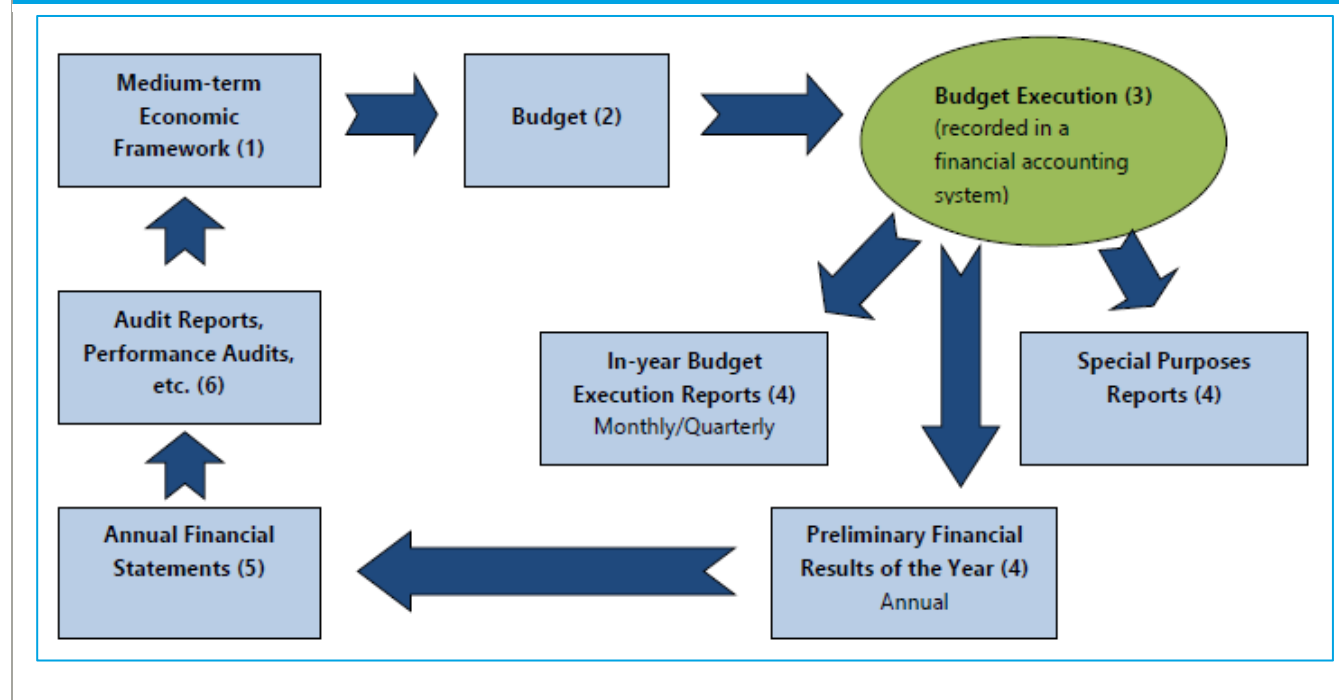 Medium-term
Economic
Framework (1)
Budget (2)
Budget Execution (3)
(recorded in a
financial accounting
system)
Audit Reports,
Performance Audits,
etc. (6)
In-year Budget
Execution Reports (4)
Monthly/Quarterly
Special Purposes
Reports (4)
Annual Financial
Statements (5)
Preliminary Financial
Results of the Year (4)
Annual